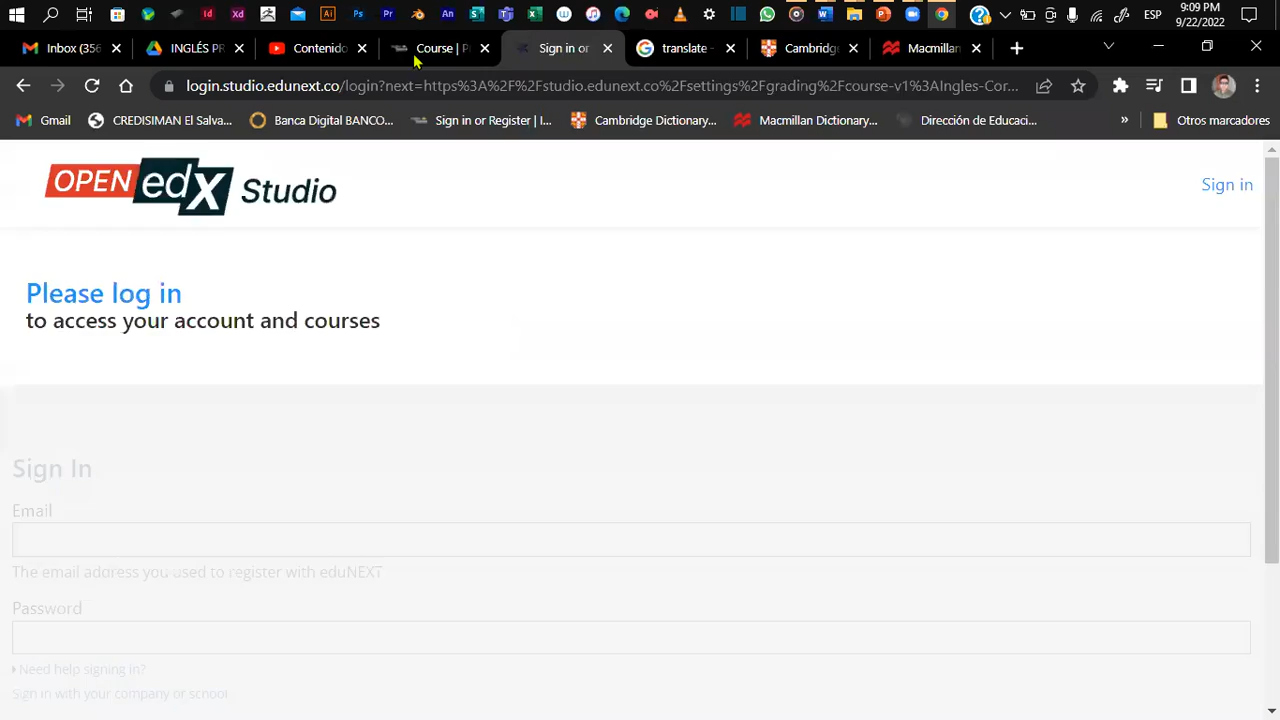 9:09 PM
ESP
9/22/2022
Inbox (356
INGLÉS PR
Contenido
Course | P
Sign in or
translate -
Cambridg
Macmillan
login.studio.edunext.co/login?next=https%3A%2F%2Fstudio.edunext.co%2Fsettings%2Fgrading%2Fcourse-v1%3AIngles-Cor...
Gmail
CREDISIMAN El Salva...
Banca Digital BANCO...
Sign in or Register | I...
Cambridge Dictionary...
Macmillan Dictionary...
Dirección de Educaci...
»
Otros marcadores
OPEN edX Studio
Sign in
Please log in
to access your account and courses
Sign In
Email
The email address you used to register with eduNEXT
Password
Need help signing in?
Sign in with your company or school